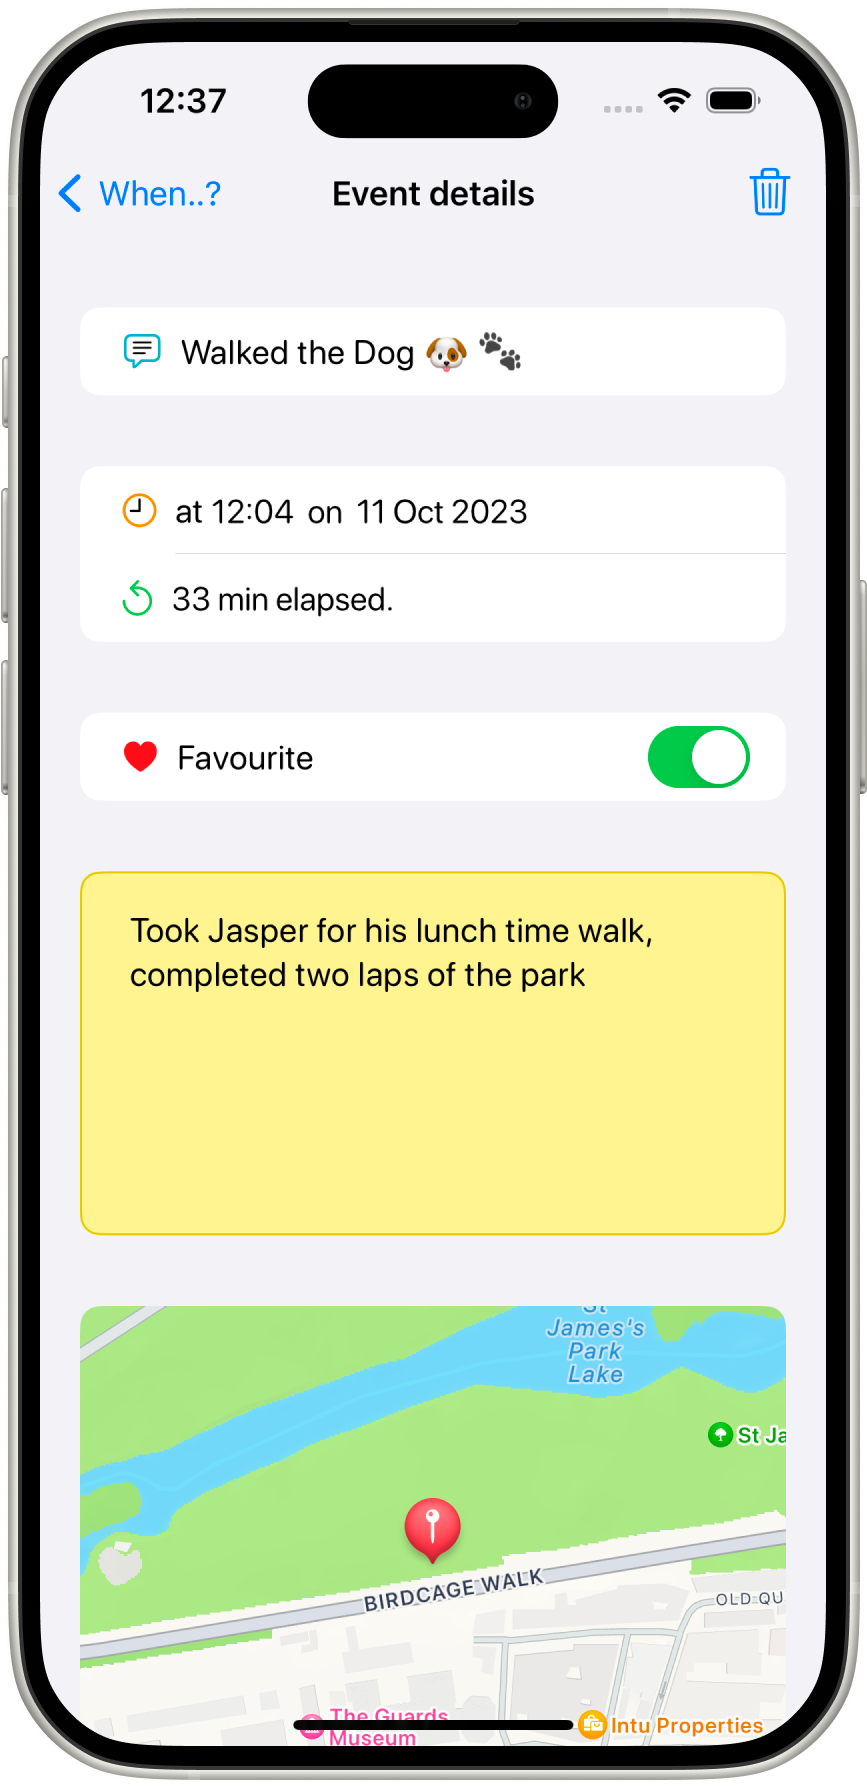 12:37
When..?
Event details
Walked the Dog 🐶 🐾
at 12:04 on 11 Oct 2023
33 min elapsed.
Favourite
Took Jasper for his lunch time walk,
completed two laps of the park
St
James's
Park
Lake
St Ja
BIRDCAGE WALK
OLD QU
The Guards
Museum
Intu Properties